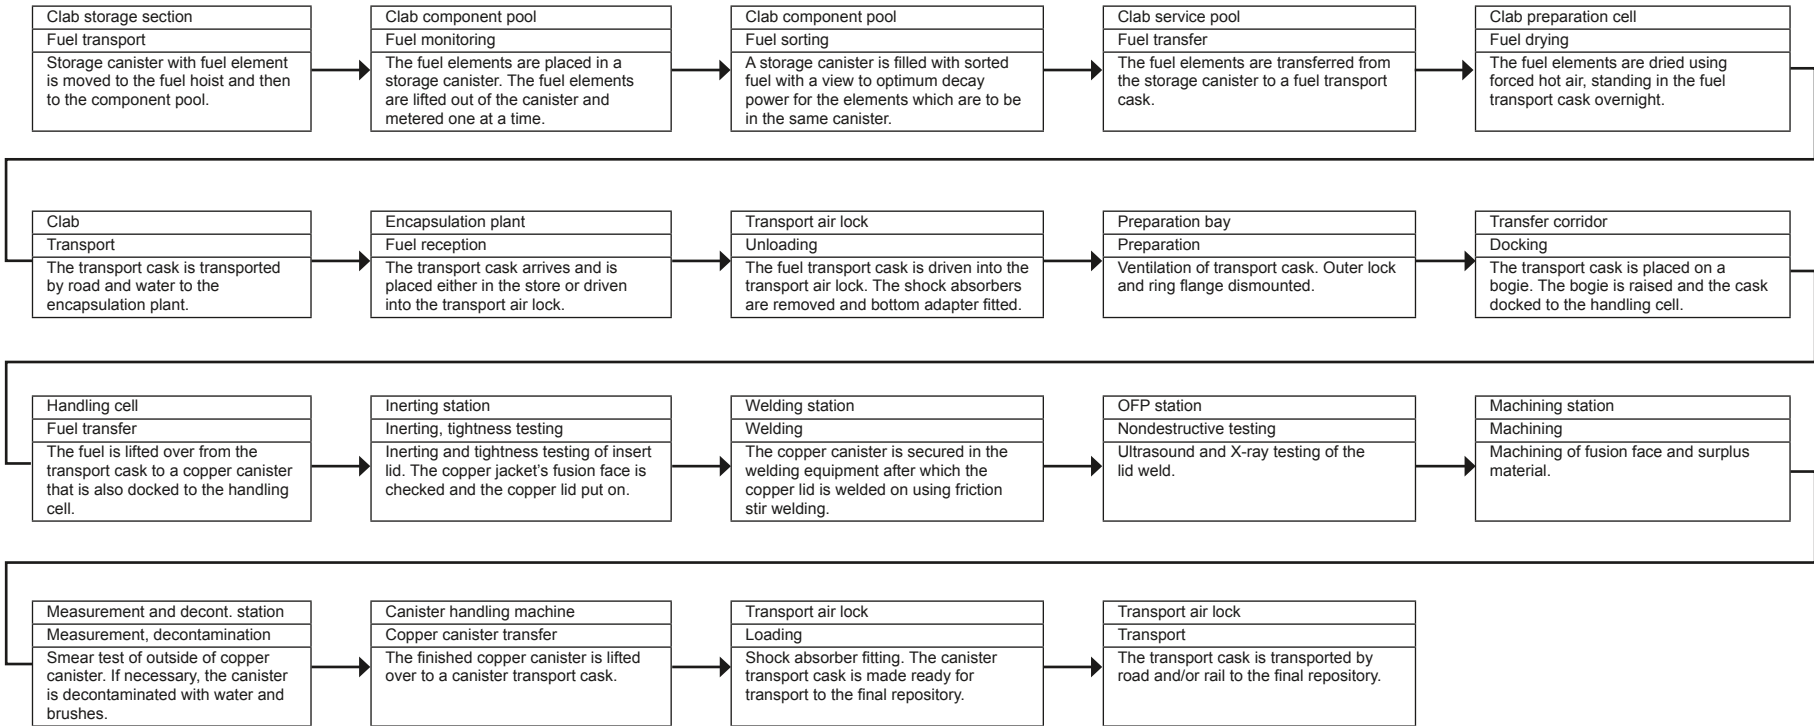 Clab storage section
Fuel transport
Storage canister with fuel element
is moved to the fuel hoist and then
to the component pool.
Clab component pool
Fuel monitoring
The fuel elements are placed in a
storage canister. The fuel elements
are lifted out of the canister and
metered one at a time.
Clab component pool
Fuel sorting
A storage canister is filled with sorted
fuel with a view to optimum decay
power for the elements which are to be
in the same canister.
Clab service pool
Fuel transfer
The fuel elements are transferred from
the storage canister to a fuel transport
cask.
Clab preparation cell
Fuel drying
The fuel elements are dried using
forced hot air, standing in the fuel
transport cask overnight.
Clab
Transport
The transport cask is transported
by road and water to the
encapsulation plant.
Encapsulation plant
Fuel reception
The transport cask arrives and is
placed either in the store or driven
into the transport air lock.
Transport air lock
Unloading
The fuel transport cask is driven into the
transport air lock. The shock absorbers
are removed and bottom adapter fitted.
Preparation bay
Preparation
Ventilation of transport cask. Outer lock
and ring flange dismounted.
Transfer corridor
Docking
The transport cask is placed on a
bogie. The bogie is raised and the cask
docked to the handling cell.
Handling cell
Fuel transfer
The fuel is lifted over from the
transport cask to a copper canister
that is also docked to the handling
cell.
Inerting station
Inerting, tightness testing
Inerting and tightness testing of insert
lid. The copper jacket's fusion face is
checked and the copper lid put on.
Welding station
Welding
The copper canister is secured in the
welding equipment after which the
copper lid is welded on using friction
stir welding.
OFP station
Nondestructive testing
Ultrasound and X-ray testing of the
lid weld.
Machining station
Machining
Machining of fusion face and surplus
material.
Measurement and decont. station
Measurement, decontamination
Smear test of outside of copper
canister. If necessary, the canister
is decontaminated with water and
brushes.
Canister handling machine
Copper canister transfer
The finished copper canister is lifted
over to a canister transport cask.
Transport air lock
Loading
Shock absorber fitting. The canister
transport cask is made ready for
transport to the final repository.
Transport air lock
Transport
The transport cask is transported by
road and/or rail to the final repository.